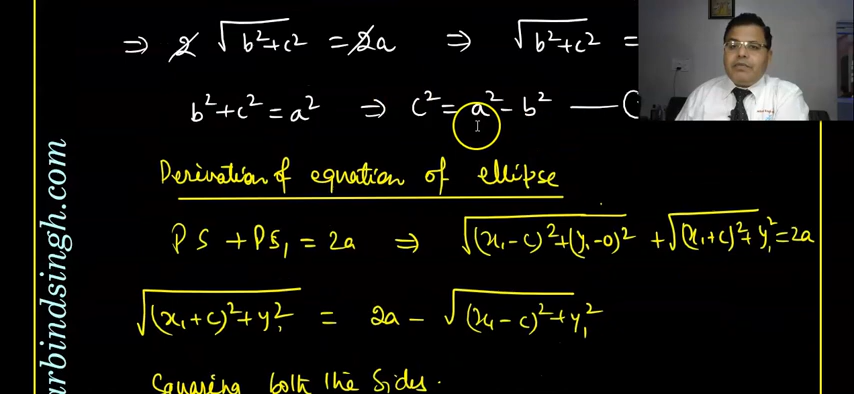 ⇒ 2 √(b²+c²) = 2a ⇒ √(b²+c²) =
b²+c² = a² ⇒ c² = a² − b² —(
Derivation of equation of ellipse
PS + PS₁ = 2a ⇒ √((x₁−c)²+(y₁−0)²) + √((x₁+c)²+y₁²) = 2a
√((x₁+c)²+y₁²) = 2a − √((x₁−c)²+y₁²)
Squaring both the Sides.
arbindsingh.com